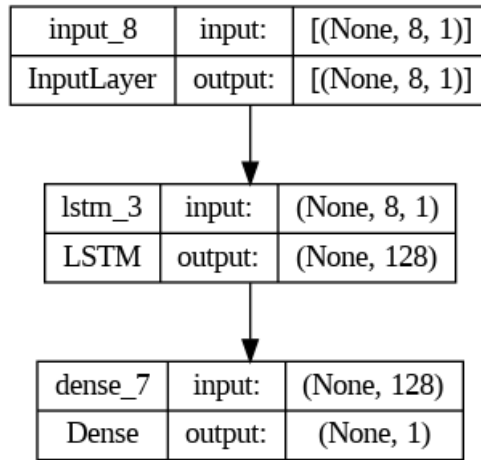 input_8 input: [(None, 8, 1)]
InputLayer output: [(None, 8, 1)]
lstm_3 input: (None, 8, 1)
LSTM output: (None, 128)
dense_7 input: (None, 128)
Dense output: (None, 1)